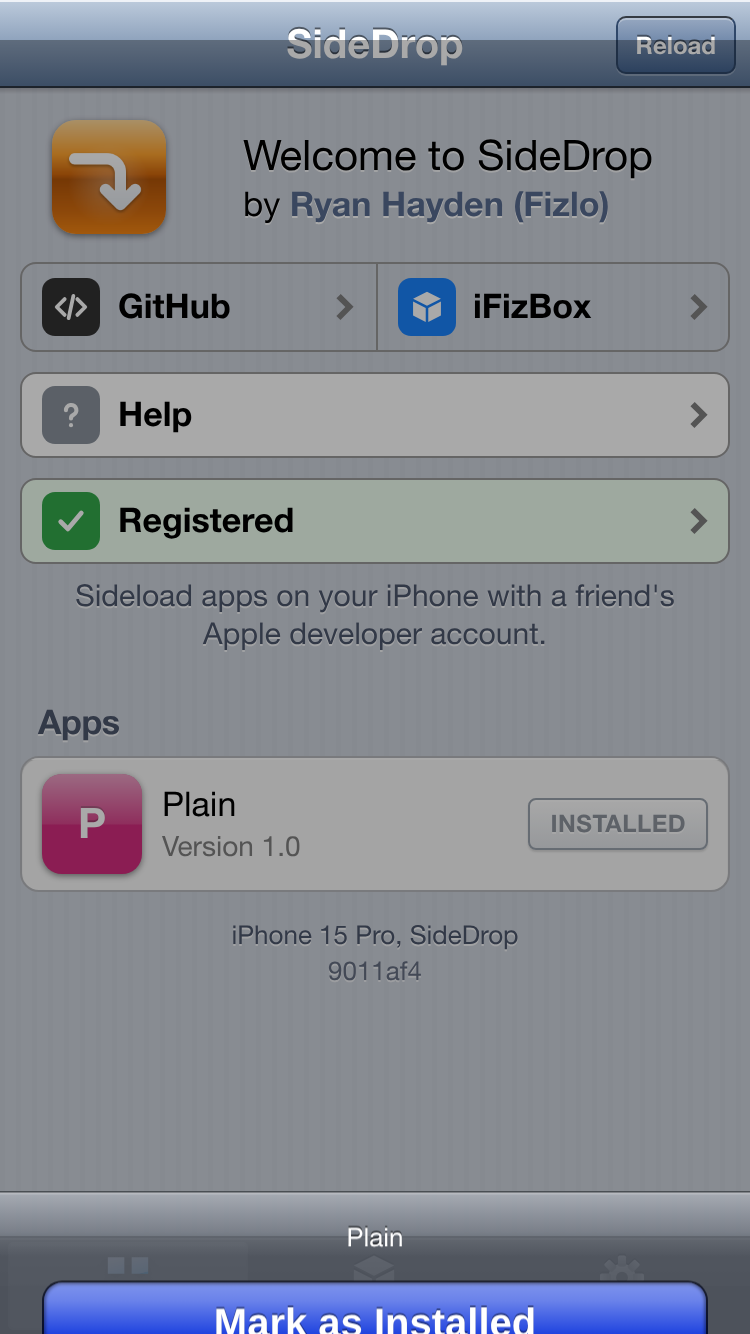 SideDrop
Reload
Welcome to SideDrop
by Ryan Hayden (Fizlo)
GitHub
iFizBox
Help
Registered
Sideload apps on your iPhone with a friend's
Apple developer account.
Apps
P
Plain
Version 1.0
INSTALLED
iPhone 15 Pro, SideDrop
9011af4
Plain
Mark as Installed